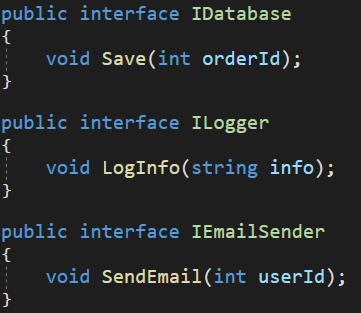 public interface IDatabase
{
    void Save(int orderId);
}
public interface ILogger
{
    void LogInfo(string info);
}
public interface IEmailSender
{
    void SendEmail(int userId);
}